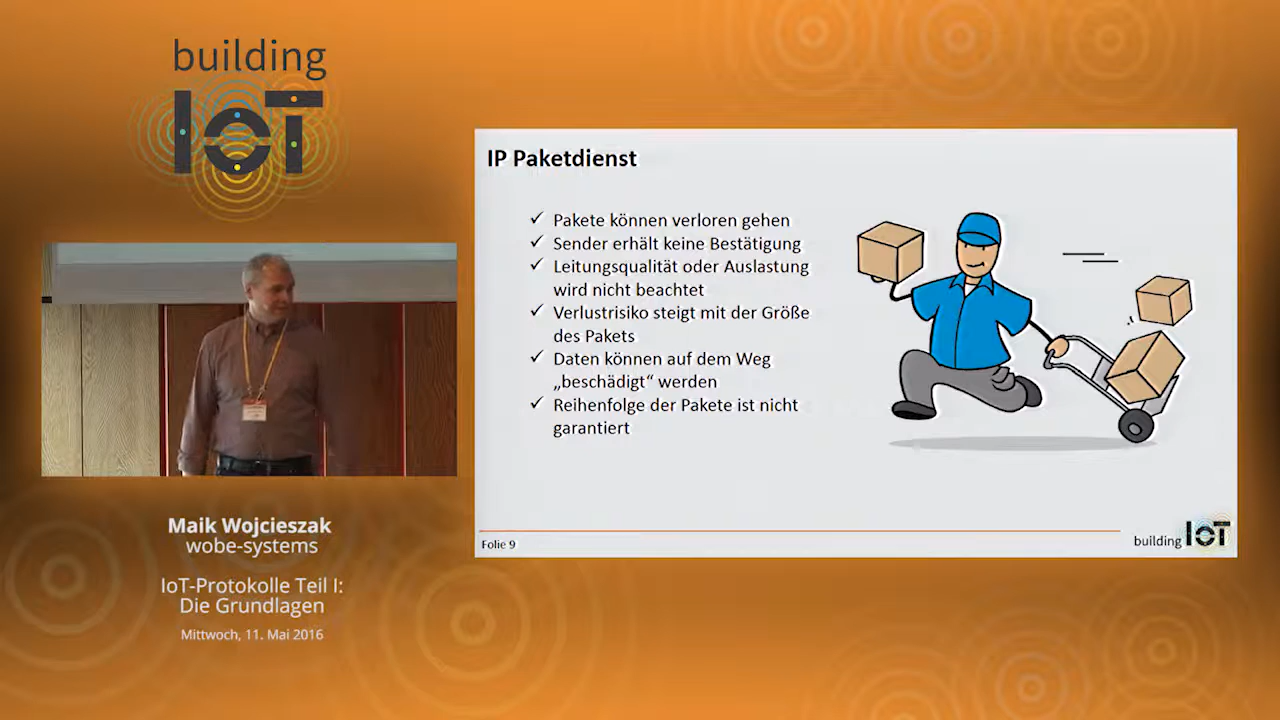 building
IoT
IP Paketdienst
✓ Pakete können verloren gehen
✓ Sender erhält keine Bestätigung
✓ Leitungsqualität oder Auslastung
wird nicht beachtet
✓ Verlustrisiko steigt mit der Größe
des Pakets
✓ Daten können auf dem Weg
„beschädigt“ werden
✓ Reihenfolge der Pakete ist nicht
garantiert
Folie 9
building IoT
Maik Wojcieszak
wobe-systems
IoT-Protokolle Teil I:
Die Grundlagen
Mittwoch, 11. Mai 2016